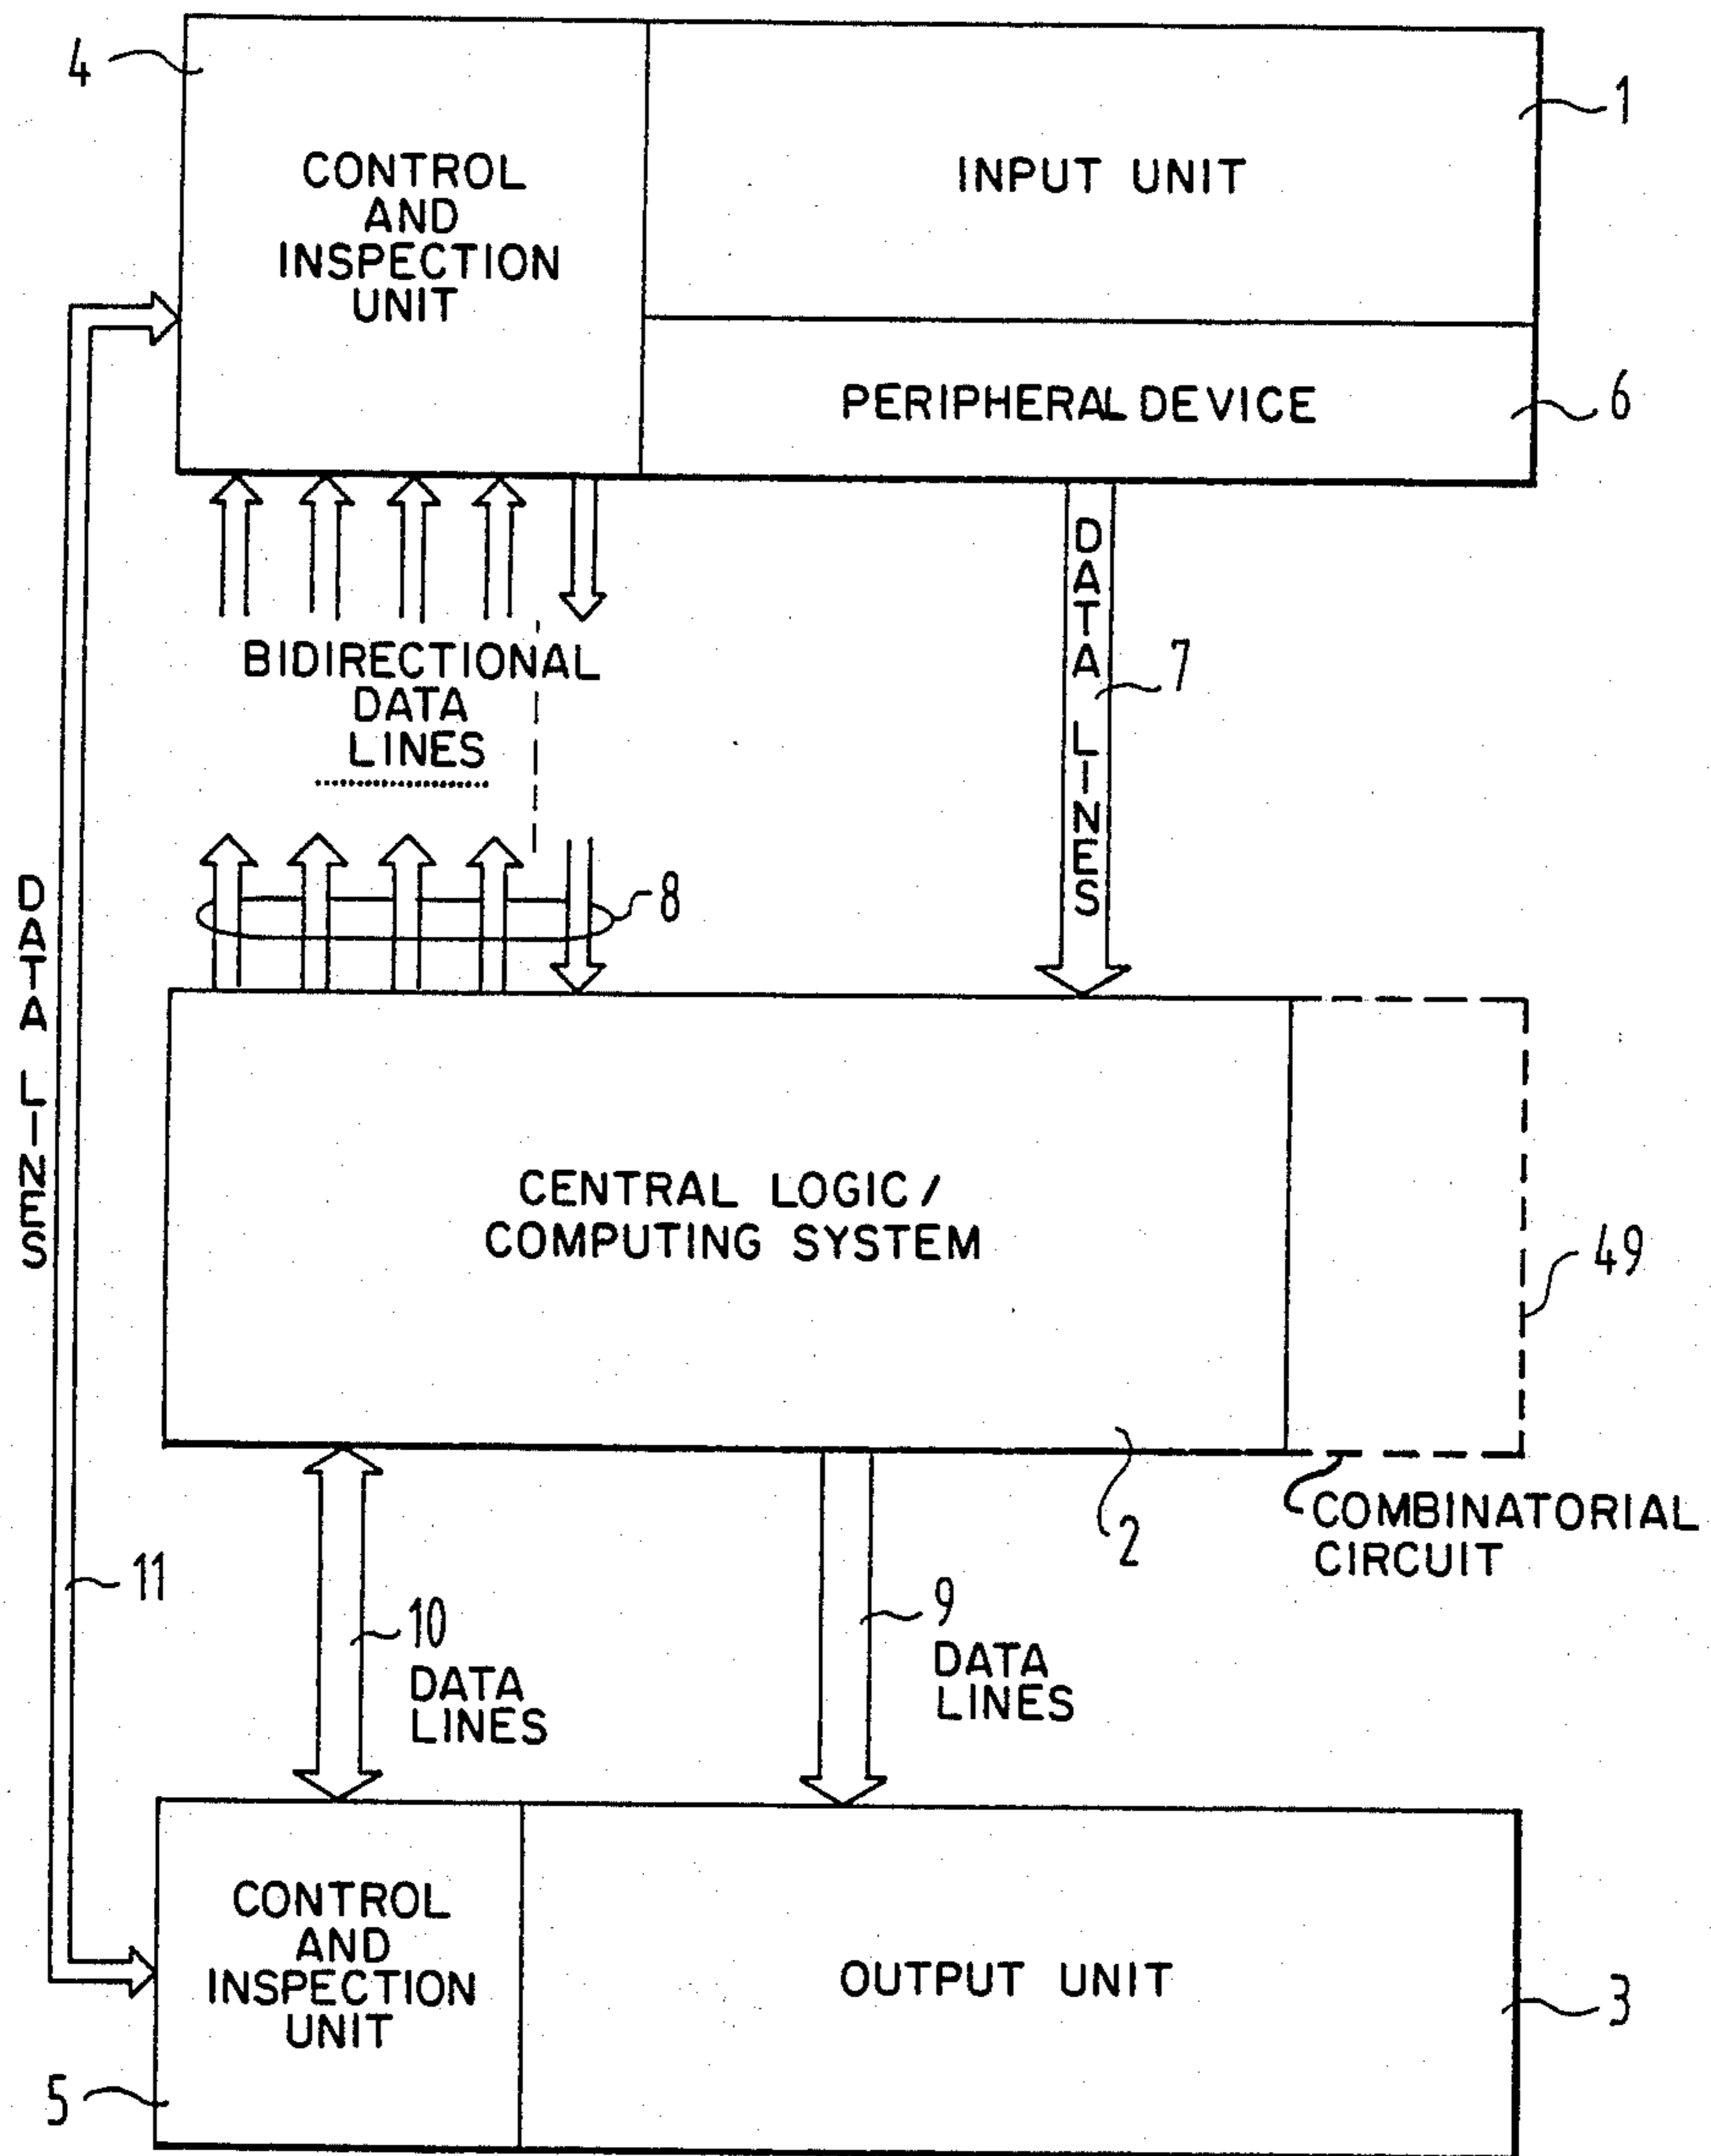 4
1
CONTROL
AND
INSPECTION
UNIT
INPUT UNIT
PERIPHERAL DEVICE
6
BIDIRECTIONAL
DATA
LINES
DATA LINES
7
8
DATA LINES
CENTRAL LOGIC/
COMPUTING SYSTEM
49
2
COMBINATORIAL
CIRCUIT
11
10
DATA
LINES
9
DATA
LINES
CONTROL
AND
INSPECTION
UNIT
OUTPUT UNIT
3
5